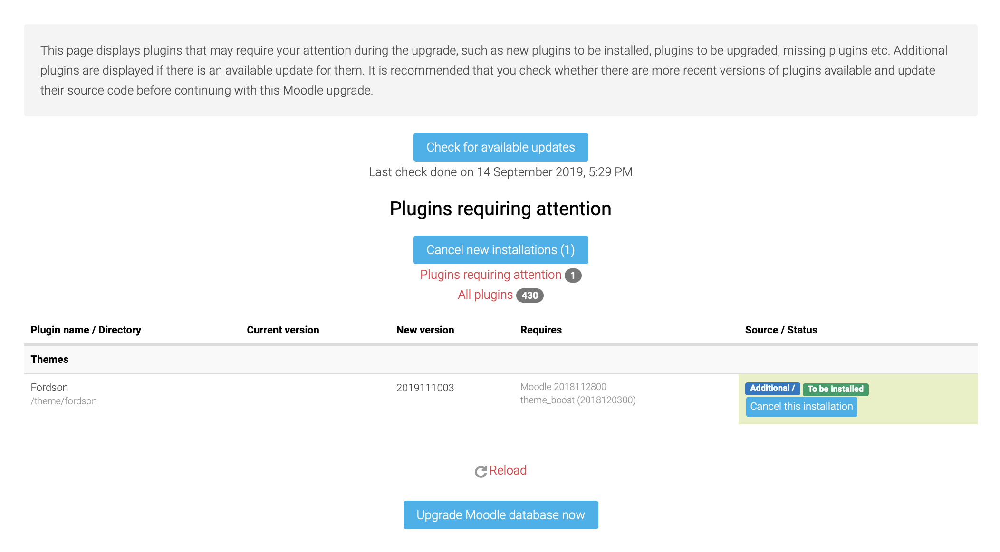 This page displays plugins that may require your attention during the upgrade, such as new plugins to be installed, plugins to be upgraded, missing plugins etc. Additional
plugins are displayed if there is an available update for them. It is recommended that you check whether there are more recent versions of plugins available and update
their source code before continuing with this Moodle upgrade.
Check for available updates
Last check done on 14 September 2019, 5:29 PM
Plugins requiring attention
Cancel new installations (1)
Plugins requiring attention 1
All plugins 430
Plugin name / Directory Current version New version Requires Source / Status
Themes
Fordson 2019111003 Moodle 2018112800 Additional / To be installed
/theme/fordson theme_boost (2018120300) Cancel this installation
Reload
Upgrade Moodle database now